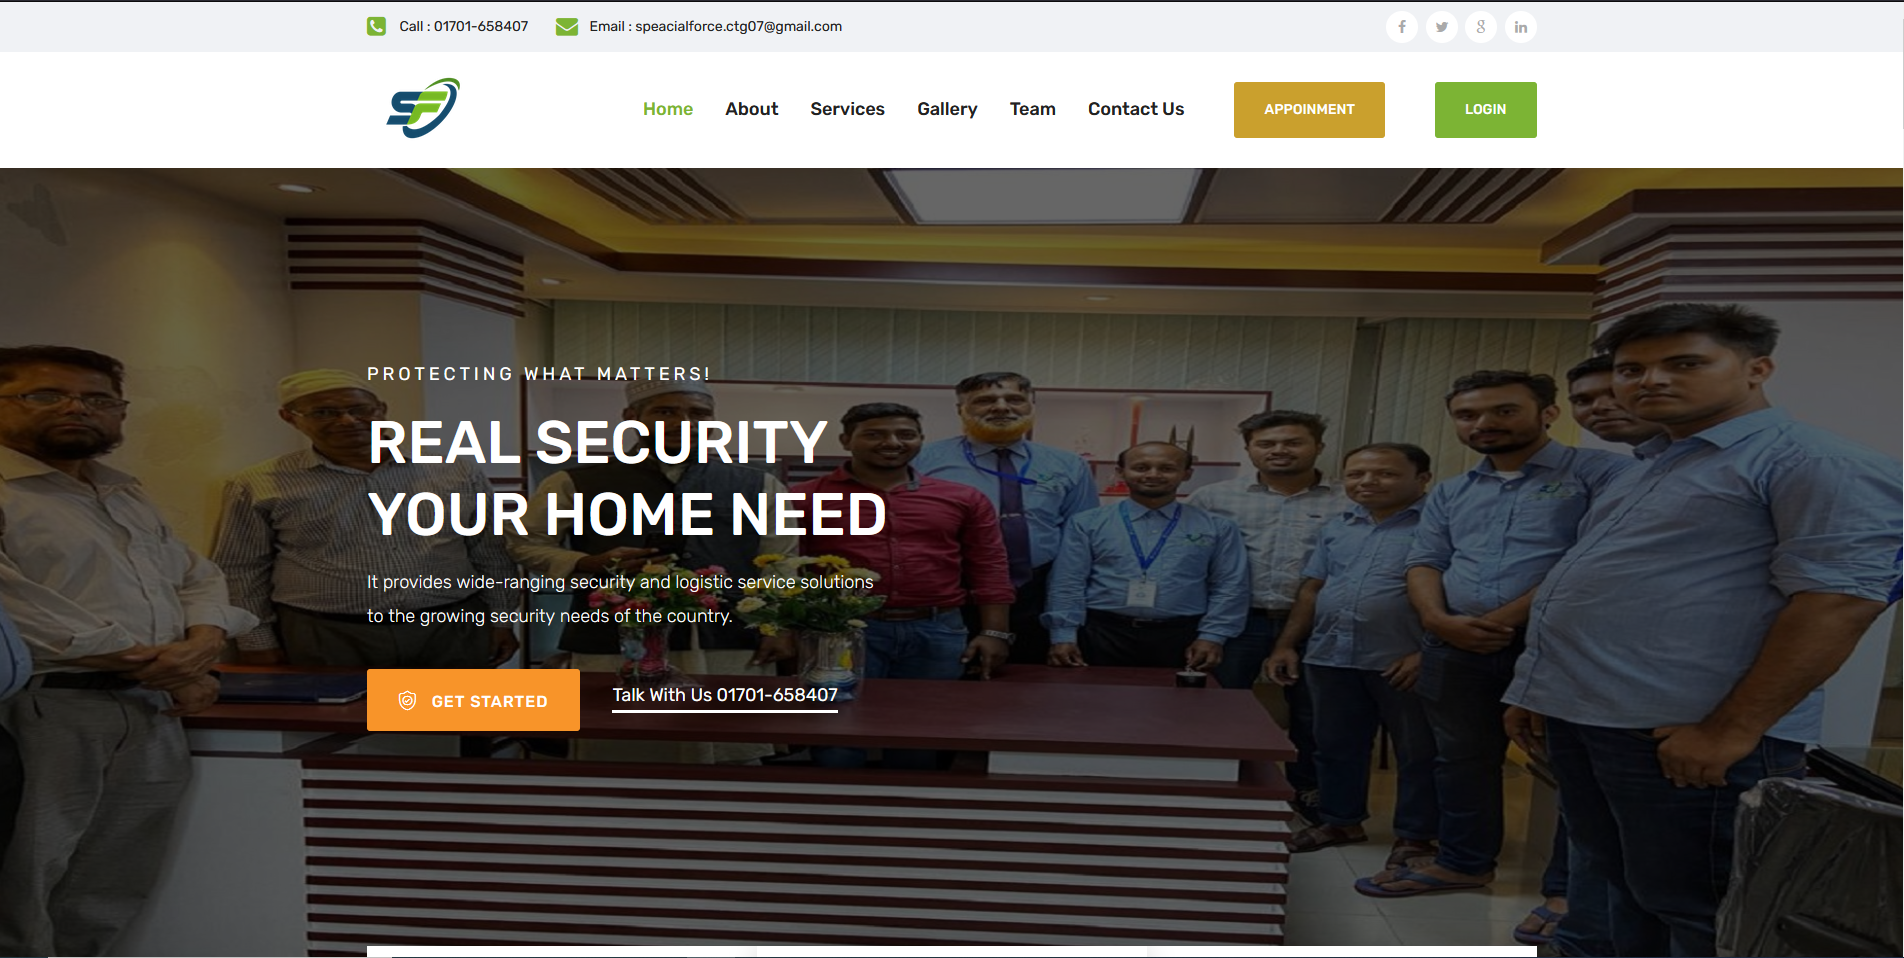 Call : 01701-658407
Email : speacialforce.ctg07@gmail.com
SF
Home
About
Services
Gallery
Team
Contact Us
APPOINMENT
LOGIN
PROTECTING WHAT MATTERS!
REAL SECURITY
YOUR HOME NEED
It provides wide-ranging security and logistic service solutions
to the growing security needs of the country.
GET STARTED
Talk With Us 01701-658407